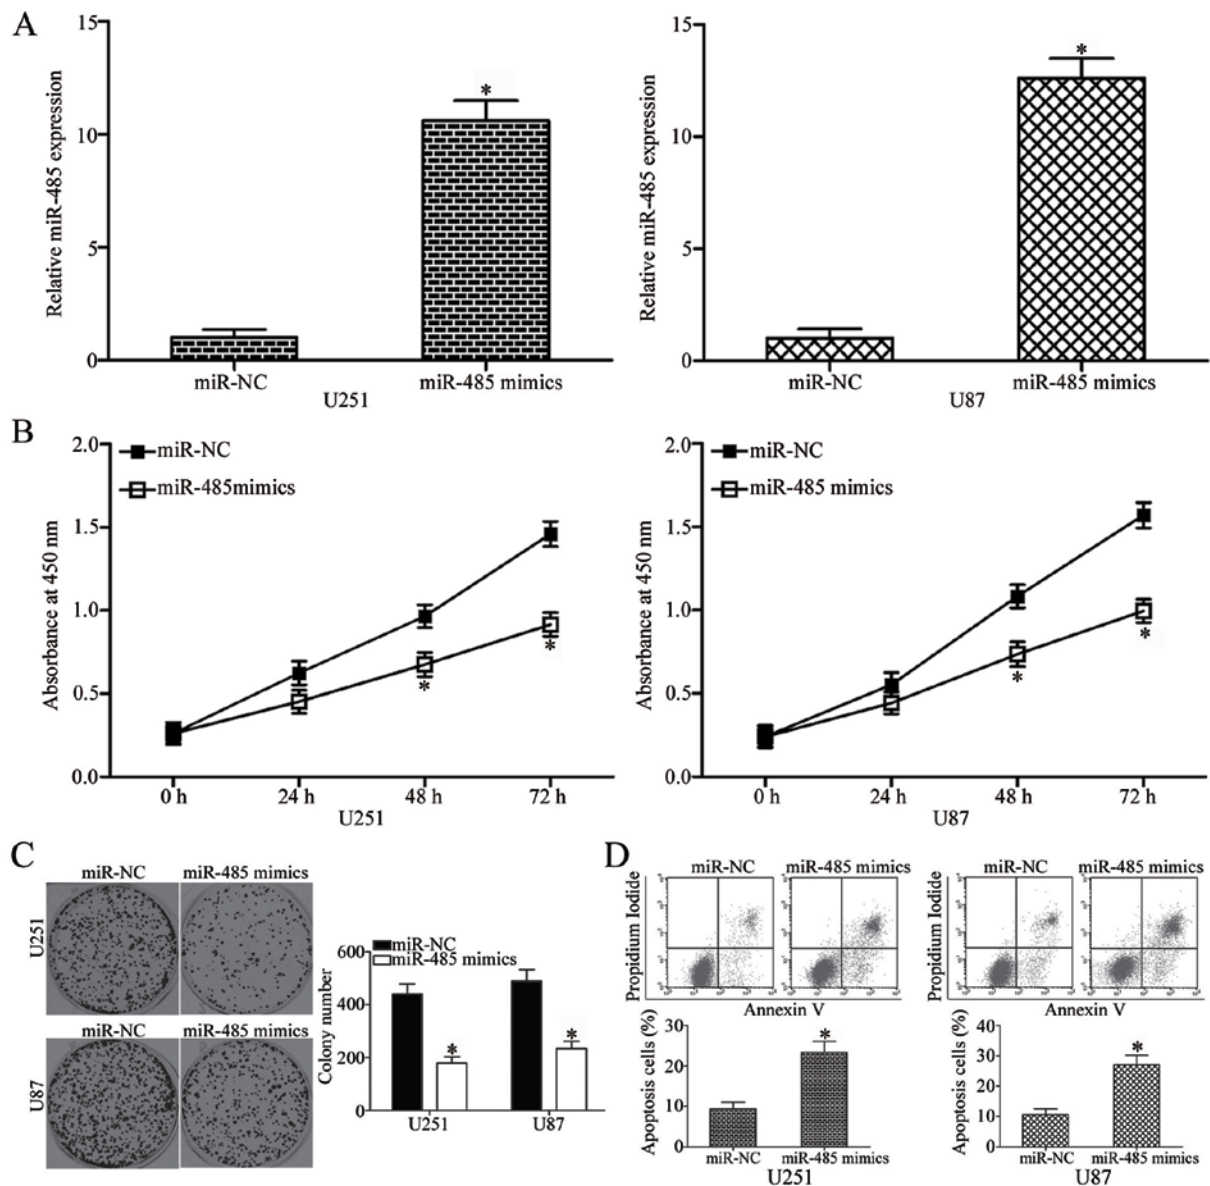 A
15
10
5
0
Relative miR-485 expression
*
miR-NC
miR-485 mimics
U251
15
10
5
0
Relative miR-485 expression
*
miR-NC
miR-485 mimics
U87
B
2.0
1.5
1.0
0.5
0.0
Absorbance at 450 nm
miR-NC
miR-485mimics
*
*
0 h
24 h
48 h
72 h
U251
2.0
1.5
1.0
0.5
0.0
Absorbance at 450 nm
miR-NC
miR-485 mimics
*
*
0 h
24 h
48 h
72 h
U87
C
miR-NC
miR-485 mimics
U251
miR-NC
miR-485 mimics
U87
600
400
200
0
Colony number
miR-NC
miR-485 mimics
*
*
U251
U87
D
miR-NC
miR-485 mimics
Propidium Iodide
Annexin V
miR-NC
miR-485 mimics
Propidium Iodide
Annexin V
30
20
10
0
Apoptosis cells (%)
*
miR-NC
miR-485 mimics
U251
40
30
20
10
0
Apoptosis cells (%)
*
miR-NC
miR-485 mimics
U87